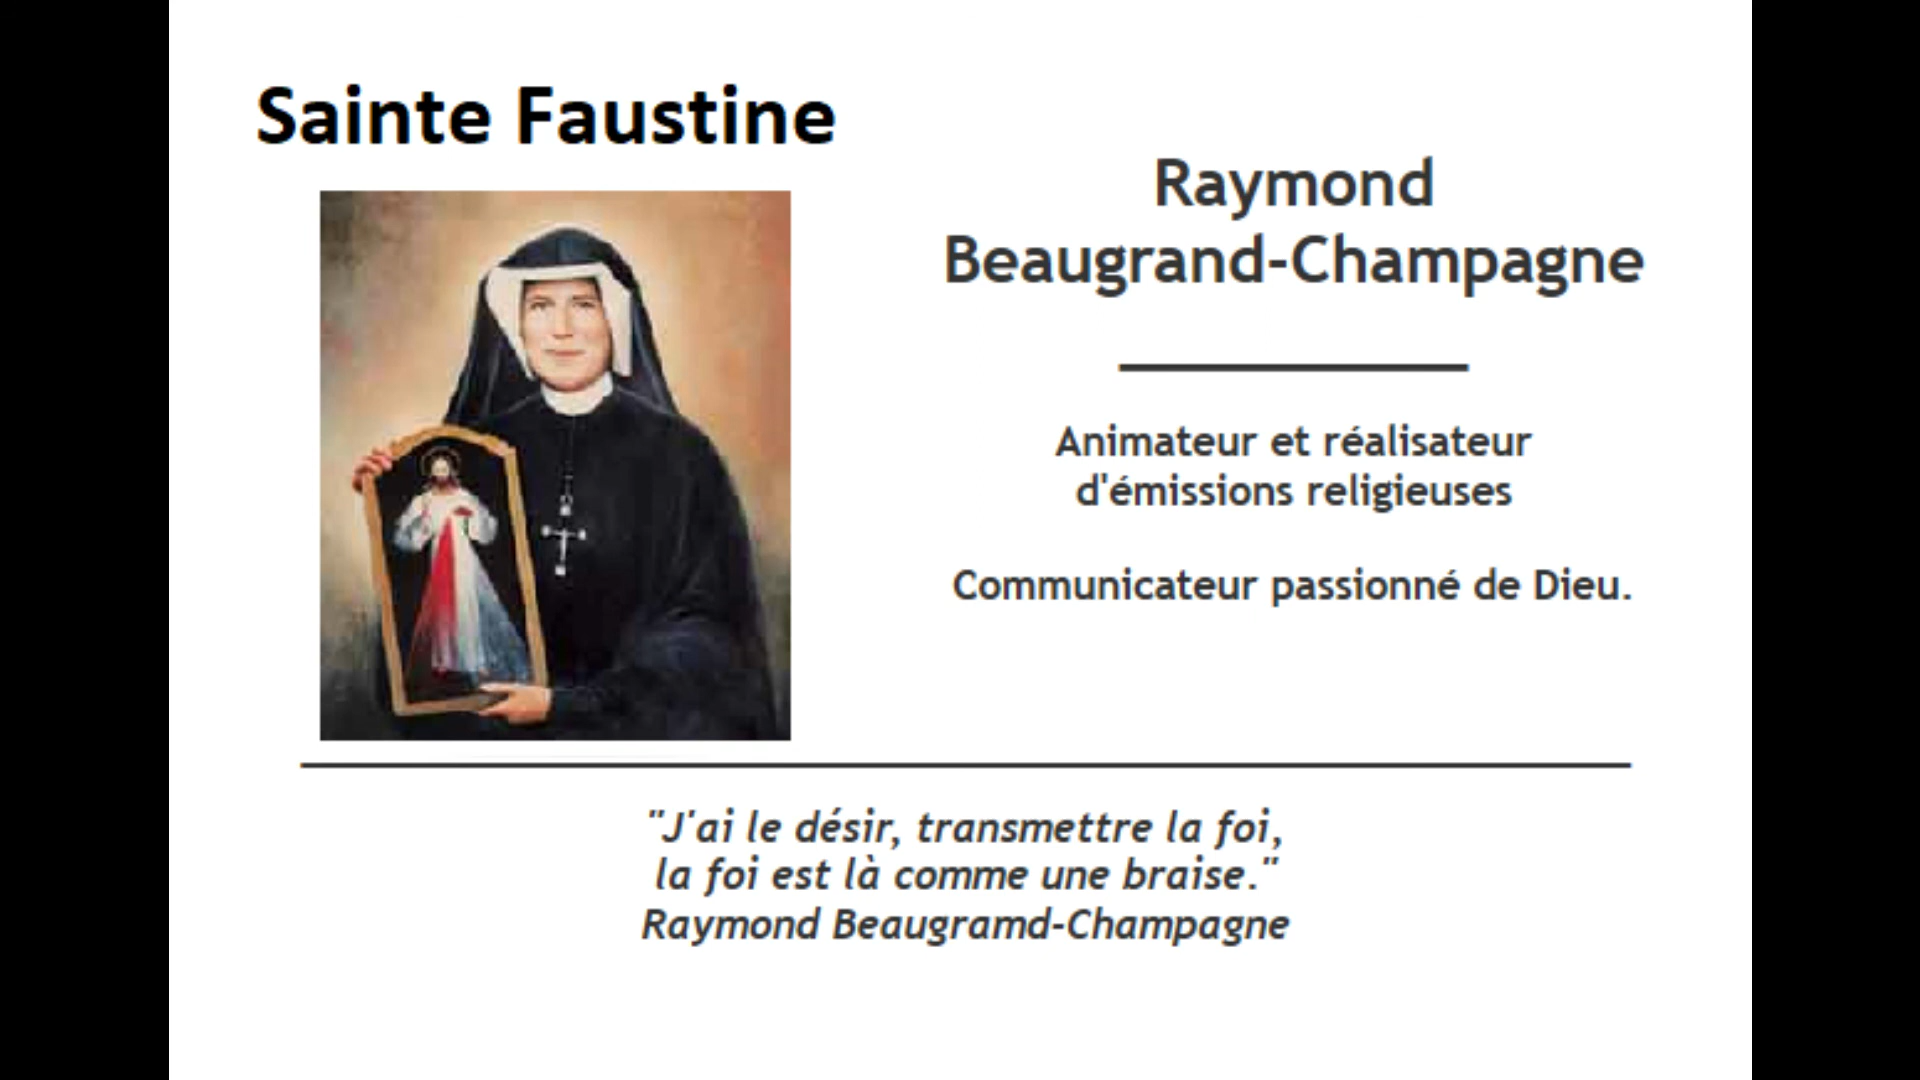 Sainte Faustine
Raymond
Beaugrand-Champagne
Animateur et réalisateur
d'émissions religieuses
Communicateur passionné de Dieu.
"J'ai le désir, transmettre la foi,
la foi est là comme une braise."
Raymond Beaugramd-Champagne